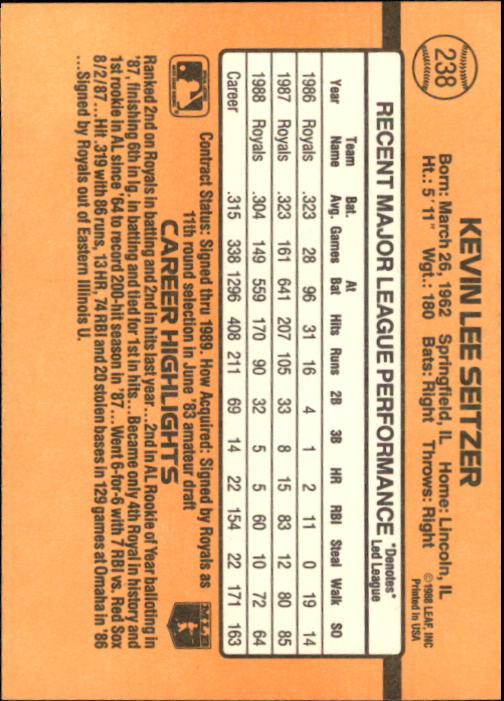 238
KEVIN LEE SEITZER
Born: March 26, 1962 Springfield, IL Home: Lincoln, IL
Ht.: 5'11" Wgt.: 180 Bats: Right Throws: Right
©1988 LEAF, INC
Printed in USA
RECENT MAJOR LEAGUE PERFORMANCE *Denotes*
Led League
Year Team Name Bat. Avg. Games At Bat Hits Runs 2B 3B HR RBI Steal Walk SO
1986 Royals .323 28 96 31 16 4 1 2 11 0 19 14
1987 Royals .323 161 641 207 105 33 8 15 83 12 80 85
1988 Royals .304 149 559 170 90 32 5 5 60 10 72 64
Career .315 338 1296 408 211 69 14 22 154 22 171 163
Contract Status: Signed thru 1989. How Acquired: Signed by Royals as
11th round selection in June '83 amateur draft
MLB
CAREER HIGHLIGHTS
Ranked 2nd on Royals in batting and 2nd in hits last year...2nd in AL Rookie of Year balloting in
'87, finishing 6th in lg. in batting and tied for 1st in hits...Became only 4th Royal in history and
1st rookie in AL since '64 to record 200-hit season in '87...Went 6-for-6 with 7 RBI vs. Red Sox
8/2/87...Hit .319 with 86 runs, 13 HR, 74 RBI and 20 stolen bases in 129 games at Omaha in '86
...Signed by Royals out of Eastern Illinois U.